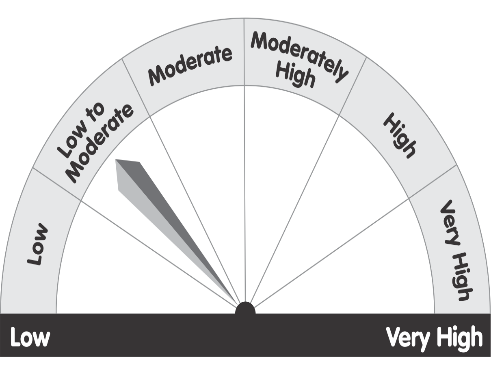 Low
Low to
Moderate
Moderate
Moderately
High
High
Very High
Low
Very High